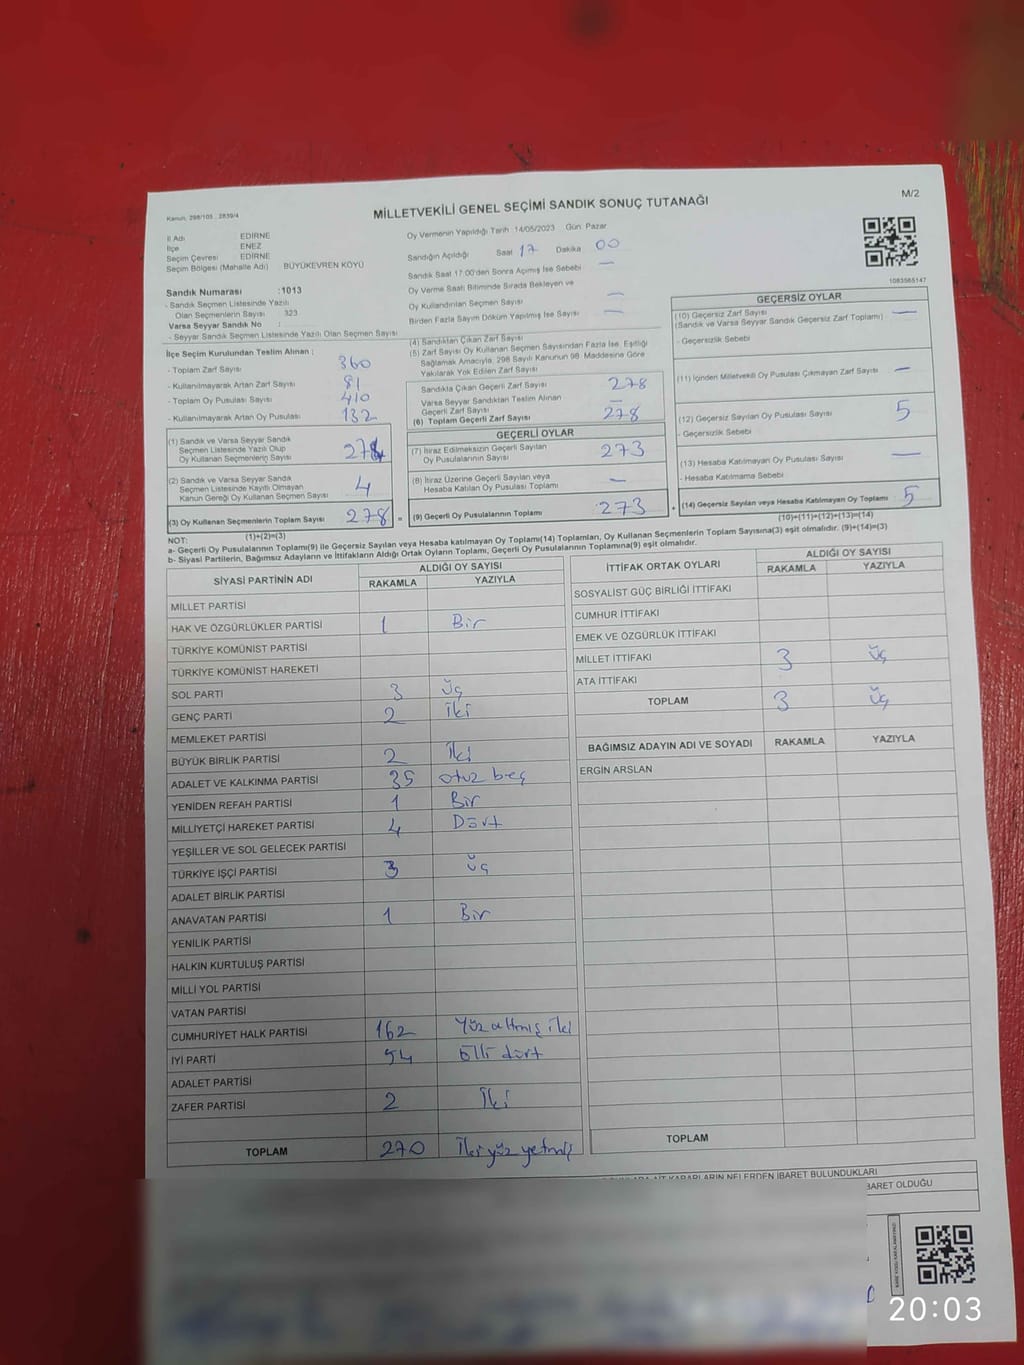 M/2
Kanun, 298/105 , 2839/4
MİLLETVEKİLİ GENEL SEÇİMİ SANDIK SONUÇ TUTANAĞI
İl Adı EDİRNE
İlçe ENEZ
Seçim Çevresi EDİRNE
Seçim Bölgesi (Mahalle Adı) BÜYÜKEVREN KÖYÜ
Sandık Numarası :1013
- Sandık Seçmen Listesinde Yazılı
Olan Seçmenlerin Sayısı 323
Varsa Seyyar Sandık No :
- Seyyar Sandık Seçmen Listesinde Yazılı Olan Seçmen Sayısı
Oy Vermenin Yapıldığı Tarih 14/05/2023 Gün Pazar
Sandığın Açıldığı Saat 17 Dakika 00
Sandık Saat 17:00'den Sonra Açımış İse Sebebi —
Oy Verme Saati Bitiminde Sırada Bekleyen ve
Oy Kullandırılan Seçmen Sayısı —
Birden Fazla Sayım Döküm Yapılmış İse Sayısı —
1083565147
İlçe Seçim Kurulundan Teslim Alınan ;
- Toplam Zarf Sayısı 360
- Kullanılmayarak Artan Zarf Sayısı 81
- Toplam Oy Pusulası Sayısı 410
- Kullanılmayarak Artan Oy Pusulası 132
(1) Sandık ve Varsa Seyyar Sandık
Seçmen Listesinde Yazılı Olup
Oy Kullanan Seçmenlerin Sayısı
(2) Sandık ve Varsa Seyyar Sandık
Seçmen Listesinde Kayıtlı Olmayan
Kanun Gereği Oy Kullanan Seçmen Sayısı 4
(3) Oy Kullanan Seçmenlerin Toplam Sayısı 278 =
(1)+(2)=(3)
(4) Sandıktan Çıkan Zarf Sayısı
(5) Zarf Sayısı Oy Kullanan Seçmen Sayısından Fazla İse, Eşitliği
Sağlamak Amacıyla, 298 Sayılı Kanunun 98. Maddesine Göre
Yakılarak Yok Edilen Zarf Sayısı
Sandıkta Çıkan Geçerli Zarf Sayısı 278
Varsa Seyyar Sandıktan Teslim Alınan
Geçerli Zarf Sayısı —
(6) Toplam Geçerli Zarf Sayısı 278
GEÇERLİ OYLAR
(7) İtiraz Edilmeksizin Geçerli Sayılan
Oy Pusulalarının Sayısı 273
(8) İtiraz Üzerine Geçerli Sayılan veya
Hesaba Katılan Oy Pusulası Toplamı —
(9) Geçerli Oy Pusulalarının Toplamı 273 +
GEÇERSİZ OYLAR
(10) Geçersiz Zarf Sayısı
(Sandık ve Varsa Seyyar Sandık Geçersiz Zarf Toplamı) —
- Geçersizlik Sebebi
(11) İçinden Milletvekili Oy Pusulası Çıkmayan Zarf Sayısı —
(12) Geçersiz Sayılan Oy Pusulası Sayısı 5
- Geçersizlik Sebebi
(13) Hesaba Katılmayan Oy Pusulası Sayısı —
- Hesaba Katılmama Sebebi
(14) Geçersiz Sayılan veya Hesaba Katılmayan Oy Toplamı 5
(10)+(11)+(12)+(13)=(14)
NOT:
a- Geçerli Oy Pusulasının Toplamı(9) ile Geçersiz Sayılan veya Hesaba katılmayan Oy Toplamı(14) Toplamları, Oy Kullanan Seçmenlerin Toplam Sayısına(3) eşit olmalıdır. (9)+(14)=(3)
b- Siyasi Partilerin, Bağımsız Adayların ve İttifakların Aldığı Ortak Oyların Toplamı, Geçerli Oy Pusulasının Toplamına(9) eşit olmalıdır.
SİYASİ PARTİNİN ADI ALDIĞI OY SAYISI
RAKAMLA YAZIYLA
MİLLET PARTİSİ
HAK VE ÖZGÜRLÜKLER PARTİSİ 1 Bir
TÜRKİYE KOMÜNİST PARTİSİ
TÜRKİYE KOMÜNİST HAREKETİ
SOL PARTİ 3 Üç
GENÇ PARTİ 2 İki
MEMLEKET PARTİSİ
BÜYÜK BİRLİK PARTİSİ 2 İki
ADALET VE KALKINMA PARTİSİ 35 otuz beş
YENİDEN REFAH PARTİSİ 1 Bir
MİLLİYETÇİ HAREKET PARTİSİ 4 Dört
YEŞİLLER VE SOL GELECEK PARTİSİ
TÜRKİYE İŞÇİ PARTİSİ 3 Üç
ADALET BİRLİK PARTİSİ
ANAVATAN PARTİSİ 1 Bir
YENİLİK PARTİSİ
HALKIN KURTULUŞ PARTİSİ
MİLLİ YOL PARTİSİ
VATAN PARTİSİ
CUMHURİYET HALK PARTİSİ 162 Yüz altmış iki
İYİ PARTİ 54 Elli dört
ADALET PARTİSİ
ZAFER PARTİSİ 2 İki
TOPLAM 270 İki yüz yetmiş
İTTİFAK ORTAK OYLARI ALDIĞI OY SAYISI
RAKAMLA YAZIYLA
SOSYALİST GÜÇ BİRLİĞİ İTTİFAKI
CUMHUR İTTİFAKI
EMEK VE ÖZGÜRLÜK İTTİFAKI
MİLLET İTTİFAKI 3 Üç
ATA İTTİFAKI
TOPLAM 3 Üç
BAĞIMSIZ ADAYIN ADI VE SOYADI RAKAMLA YAZIYLA
ERGİN ARSLAN
TOPLAM
KARARLARIN NELERDEN İBARET BULUNDUKLARI
BARET OLDUĞU
20:03